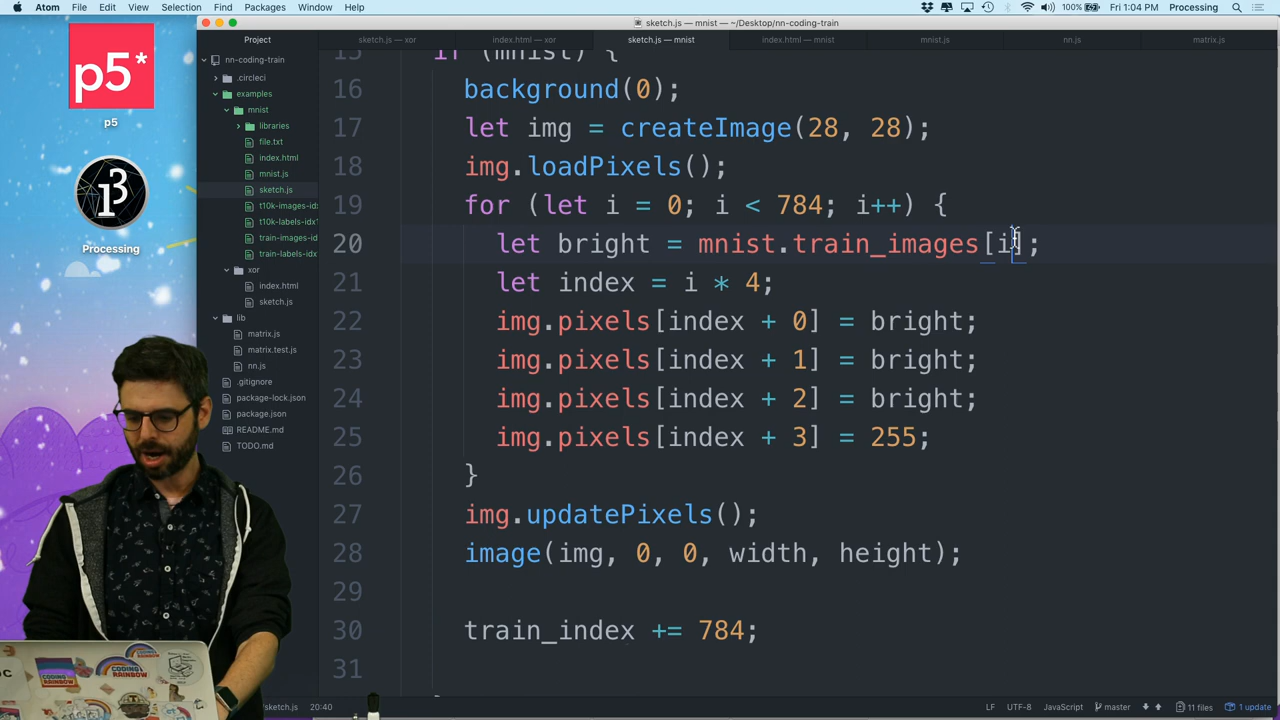 Atom File Edit View Selection Find Packages Window Help
100% Fri 1:04 PM Processing
sketch.js — mnist — ~/Desktop/nn-coding-train
Project
sketch.js — xor
index.html — xor
sketch.js — mnist
index.html — mnist
mnist.js
nn.js
matrix.js
p5*
p5
Processing
nn-coding-train
.circleci
examples
mnist
libraries
file.txt
index.html
mnist.js
sketch.js
t10k-images-idx
t10k-labels-idx1
train-images-id
train-labels-idx
xor
index.html
sketch.js
lib
matrix.js
matrix.test.js
nn.js
.gitignore
package-lock.json
package.json
README.md
TODO.md
15 if (mnist) {
16 background(0);
17 let img = createImage(28, 28);
18 img.loadPixels();
19 for (let i = 0; i < 784; i++) {
20 let bright = mnist.train_images[i];
21 let index = i * 4;
22 img.pixels[index + 0] = bright;
23 img.pixels[index + 1] = bright;
24 img.pixels[index + 2] = bright;
25 img.pixels[index + 3] = 255;
26 }
27 img.updatePixels();
28 image(img, 0, 0, width, height);
29
30 train_index += 784;
31
CODING RAINBOW
CODING RAINBOW
/sketch.js 20:40
LF UTF-8 JavaScript master 11 files 1 update